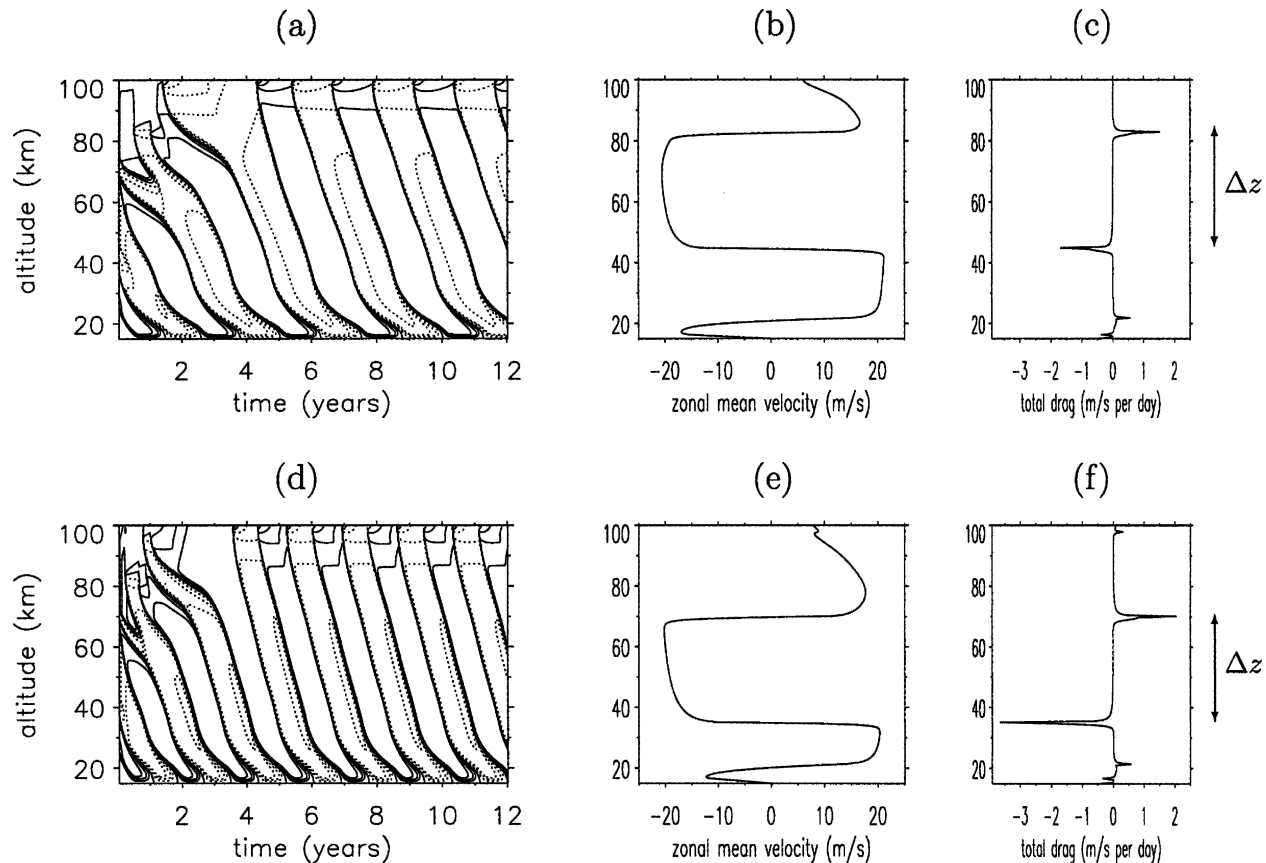 (a)
(b)
(c)
100
80
60
40
20
altitude (km)
2 4 6 8 10 12
time (years)
100
80
60
40
20
−20 −10 0 10 20
zonal mean velocity (m/s)
100
80
60
40
20
−3 −2 −1 0 1 2
total drag (m/s per day)
Δz
(d)
(e)
(f)
100
80
60
40
20
altitude (km)
2 4 6 8 10 12
time (years)
100
80
60
40
20
−20 −10 0 10 20
zonal mean velocity (m/s)
100
80
60
40
20
−3 −2 −1 0 1 2
total drag (m/s per day)
Δz